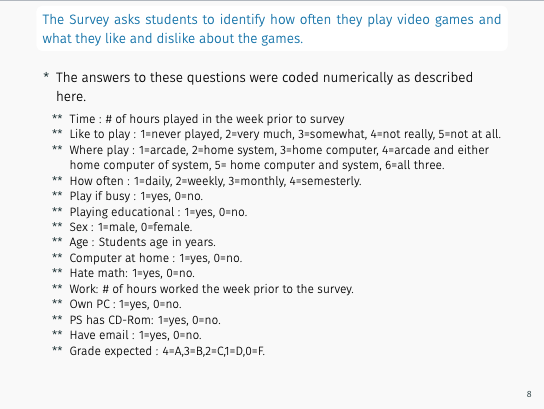 The Survey asks students to identify how often they play video games and
what they like and dislike about the games.
* The answers to these questions were coded numerically as described
here.
** Time : # of hours played in the week prior to survey
** Like to play : 1=never played, 2=very much, 3=somewhat, 4=not really, 5=not at all.
** Where play : 1=arcade, 2=home system, 3=home computer, 4=arcade and either
home computer of system, 5= home computer and system, 6=all three.
** How often : 1=daily, 2=weekly, 3=monthly, 4=semesterly.
** Play if busy : 1=yes, 0=no.
** Playing educational : 1=yes, 0=no.
** Sex : 1=male, 0=female.
** Age : Students age in years.
** Computer at home : 1=yes, 0=no.
** Hate math: 1=yes, 0=no.
** Work: # of hours worked the week prior to the survey.
** Own PC : 1=yes, 0=no.
** PS has CD-Rom: 1=yes, 0=no.
** Have email : 1=yes, 0=no.
** Grade expected : 4=A,3=B,2=C,1=D,0=F.
8